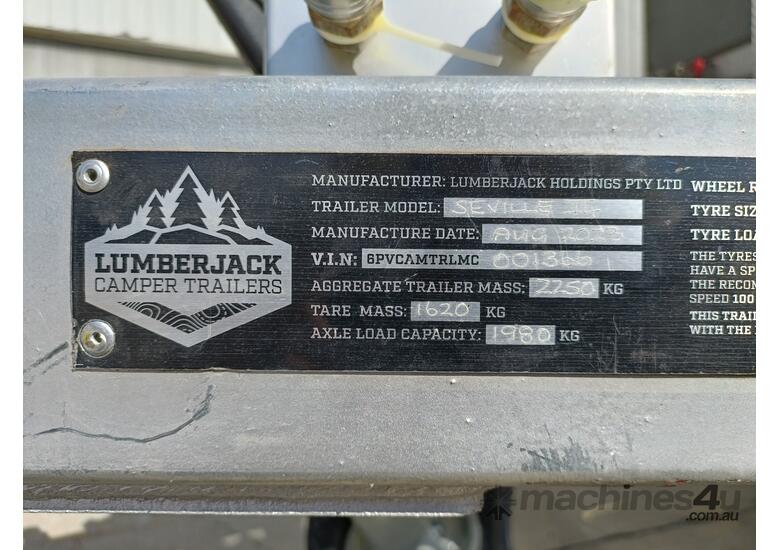 LUMBERJACK
CAMPER TRAILERS
MANUFACTURER: LUMBERJACK HOLDINGS PTY LTD
TRAILER MODEL: SEVILLE
MANUFACTURE DATE: AUG 2023
V.I.N: 6PVCAMTRLMC 001366
AGGREGATE TRAILER MASS: 2250 KG
TARE MASS: 1620 KG
AXLE LOAD CAPACITY: 1980 KG
WHEEL R
TYRE SIZ
TYRE LOA
THE TYRES
HAVE A SP
THE RECOM
SPEED 100
THIS TRAI
WITH THE
machines4u
.com.au